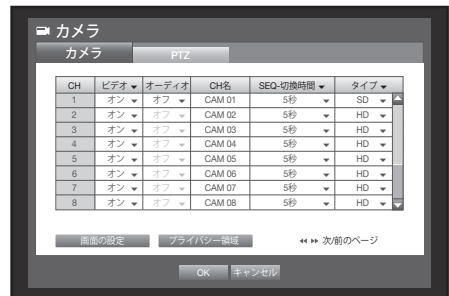 カメラ
カメラ PTZ
CH ビデオ オーディオ CH名 SEQ-切換時間 タイプ
1 オン オフ CAM 01 5秒 SD
2 オン オフ CAM 02 5秒 HD
3 オン オフ CAM 03 5秒 HD
4 オン オフ CAM 04 5秒 HD
5 オン オフ CAM 05 5秒 HD
6 オン オフ CAM 06 5秒 HD
7 オン オフ CAM 07 5秒 HD
8 オン オフ CAM 08 5秒 HD
画面の設定 プライバシー領域 次/前のページ
OK キャンセル